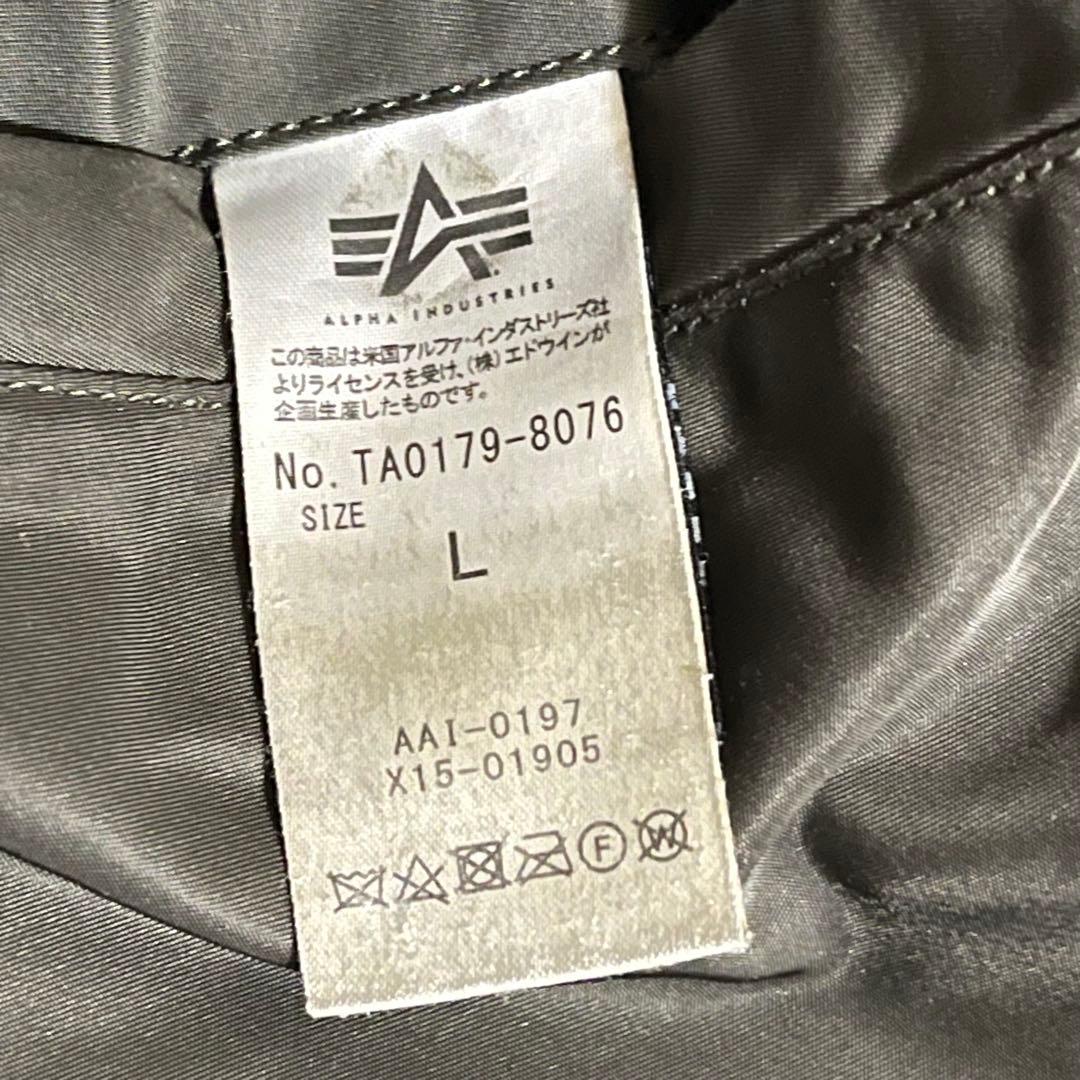 ALPHA INDUSTRIES
この商品は米国アルファ・インダストリーズ社
よりライセンスを受け、(株)エドウインが
企画生産したものです。
No. TA0179-8076
SIZE
L
AAI-0197
X15-01905
F W